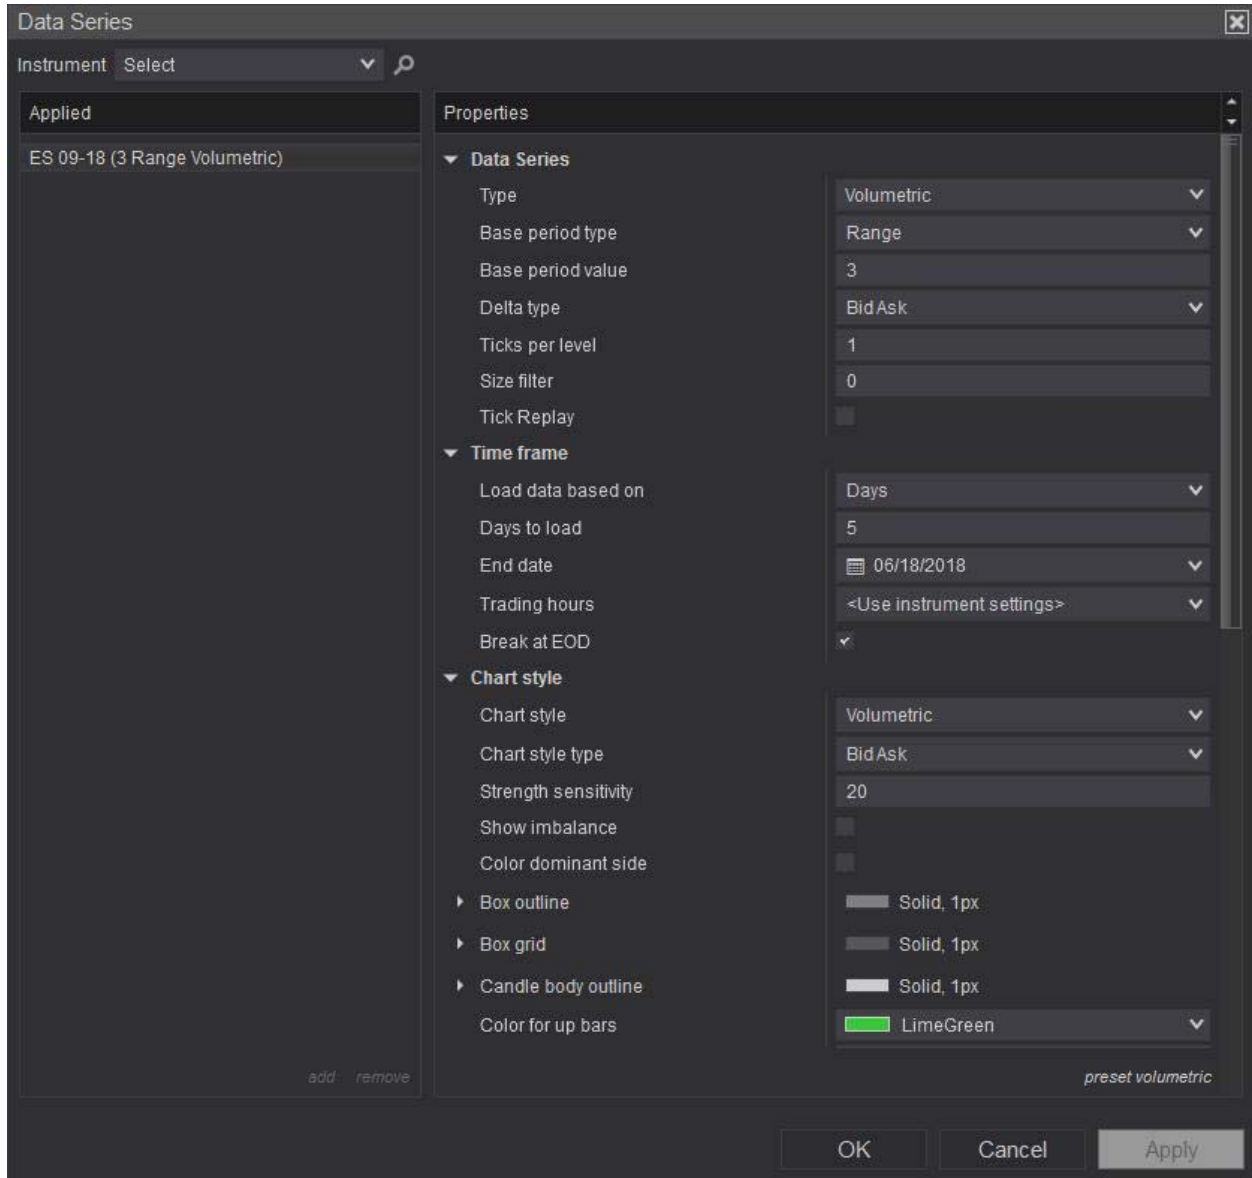 Data Series
Instrument Select
Applied
Properties
ES 09-18 (3 Range Volumetric)
Data Series
Type Volumetric
Base period type Range
Base period value 3
Delta type BidAsk
Ticks per level 1
Size filter 0
Tick Replay
Time frame
Load data based on Days
Days to load 5
End date 06/18/2018
Trading hours <Use instrument settings>
Break at EOD
Chart style
Chart style Volumetric
Chart style type BidAsk
Strength sensitivity 20
Show imbalance
Color dominant side
Box outline Solid, 1px
Box grid Solid, 1px
Candle body outline Solid, 1px
Color for up bars LimeGreen
add remove
preset volumetric
OK Cancel Apply